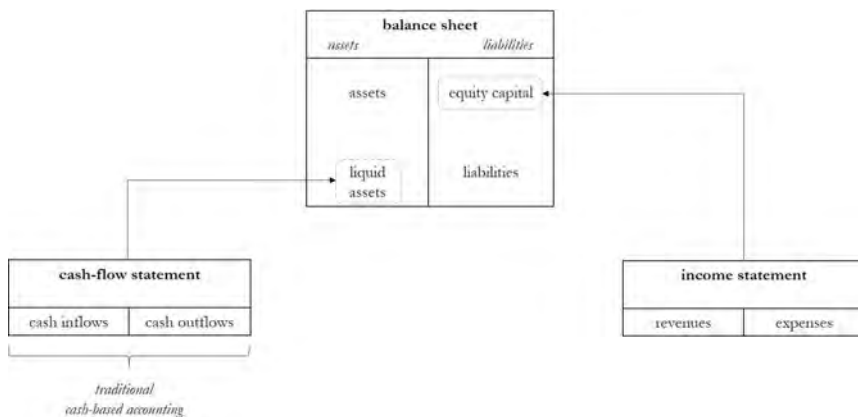 balance sheet
assets liabilities
assets equity capital
liquid
assets
liabilities
cash-flow statement
cash inflows cash outflows
income statement
revenues expenses
traditional
cash-based accounting